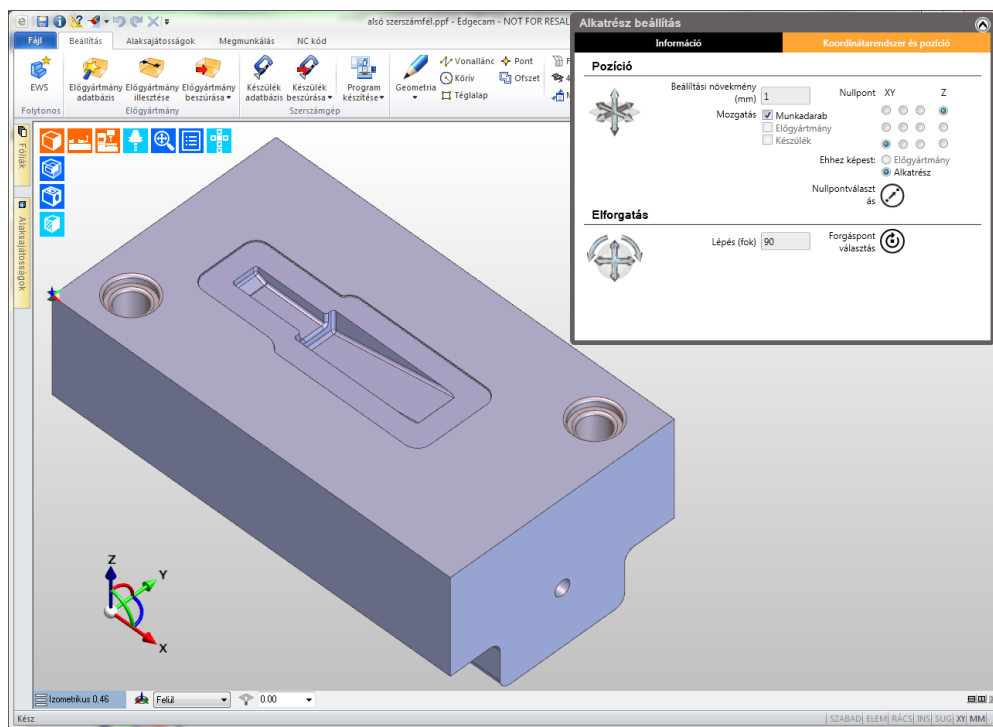 alsó szerszámfél.ppf - Edgecam - NOT FOR RESAL
Fájl Beállítás Alaksajátosságok Megmunkálás NC kód
EWS
Polytonos
Előgyártmány adatbázis
Előgyártmány illesztése
Előgyártmány beszúrása
Előgyártmány
Készülék adatbázis
Készülék beszúrása
Program készítése
Szerszámgép
Geometria
Vonallánc
Pont
Körív
Ofszet
Téglalap
Fóliák
Alaksajátosságok
Alkatrész beállítás
Információ
Koordinátarendszer és pozíció
Pozíció
Beállítási növekmény (mm) 1
Mozgatás
Munkadarab
Előgyártmány
Készülék
Nullpont XY Z
Ehhez képest:
Előgyártmány
Alkatrész
Nullpontválaszt
ás
Elforgatás
Lépés (fok) 90
Forgáspont
választás
Z
Y
X
Izometrikus 0.46
Felül
0.00
Kész
SZABAD ELEM RÁCS INS SUG XY MM